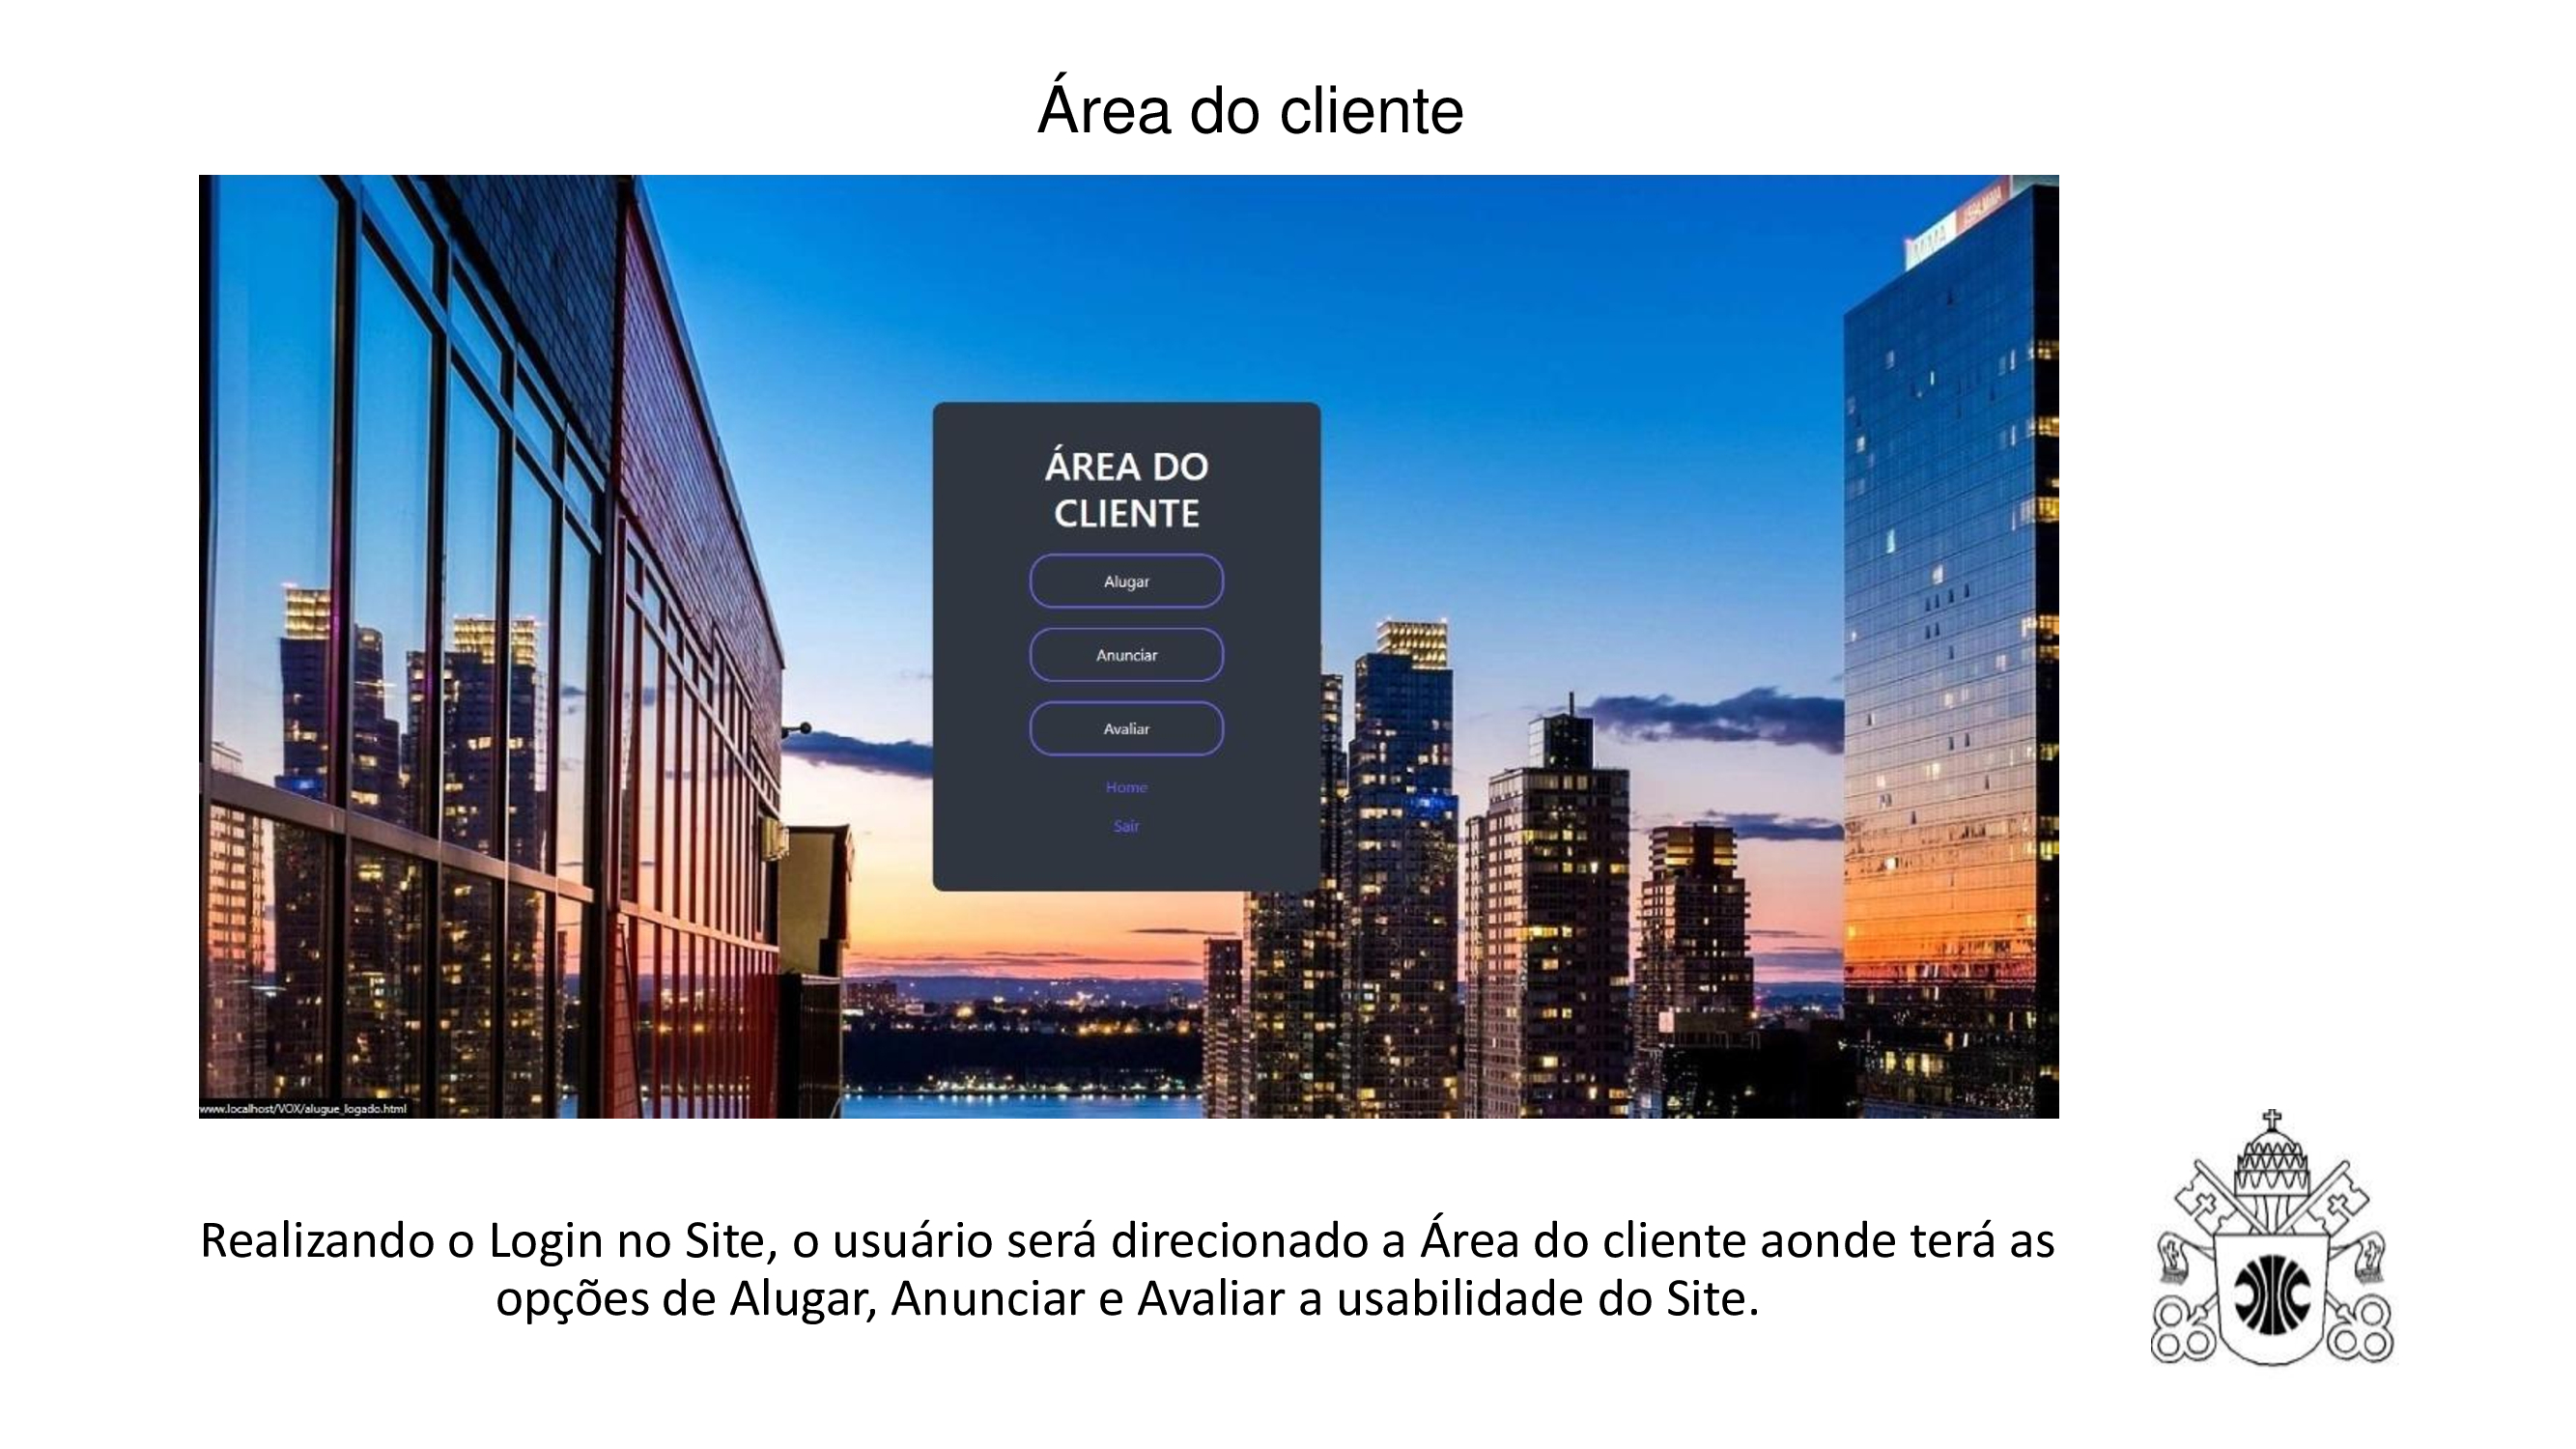 Área do cliente
ÁREA DO
CLIENTE
Alugar
Anunciar
Avaliar
Home
Sair
www.localhost/VOX/alugue_logado.html
Realizando o Login no Site, o usuário será direcionado a Área do cliente aonde terá as
opções de Alugar, Anunciar e Avaliar a usabilidade do Site.